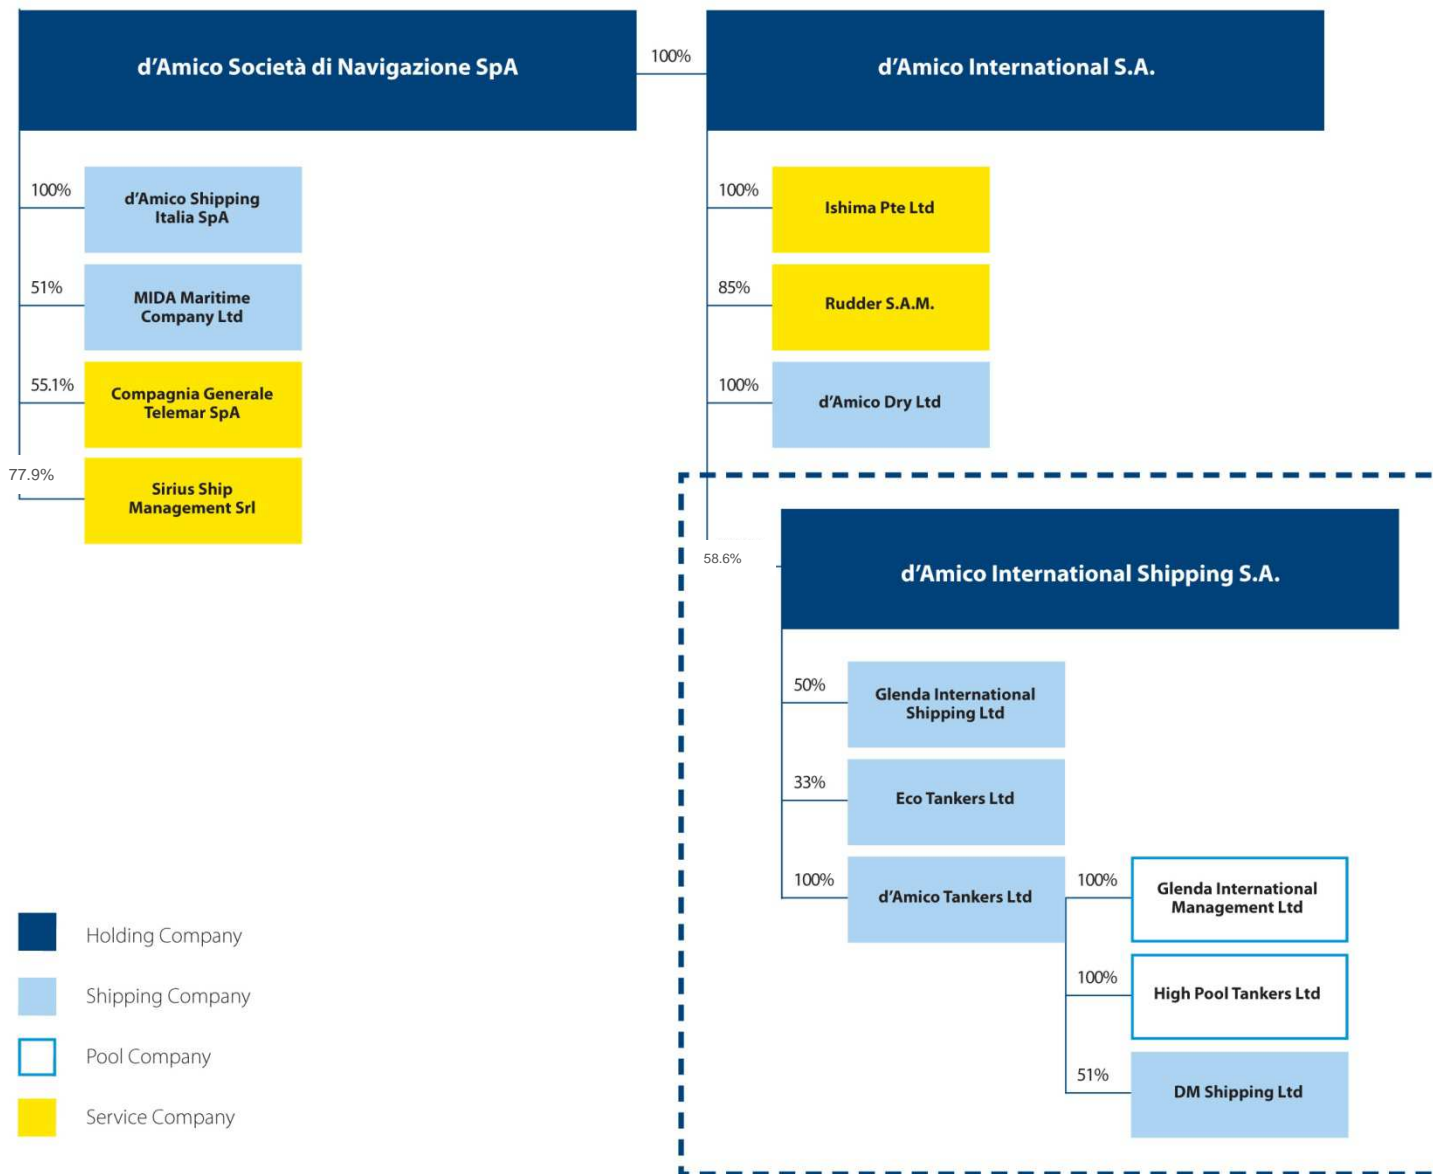 d'Amico Società di Navigazione SpA
100%
d'Amico International S.A.
100%
d'Amico Shipping
Italia SpA
51%
MIDA Maritime
Company Ltd
55.1%
Compagnia Generale
Telemar SpA
77.9%
Sirius Ship
Management Srl
100%
Ishima Pte Ltd
85%
Rudder S.A.M.
100%
d'Amico Dry Ltd
58.6%
d'Amico International Shipping S.A.
50%
Glenda International
Shipping Ltd
33%
Eco Tankers Ltd
100%
d'Amico Tankers Ltd
100%
Glenda International
Management Ltd
100%
High Pool Tankers Ltd
51%
DM Shipping Ltd
Holding Company
Shipping Company
Pool Company
Service Company